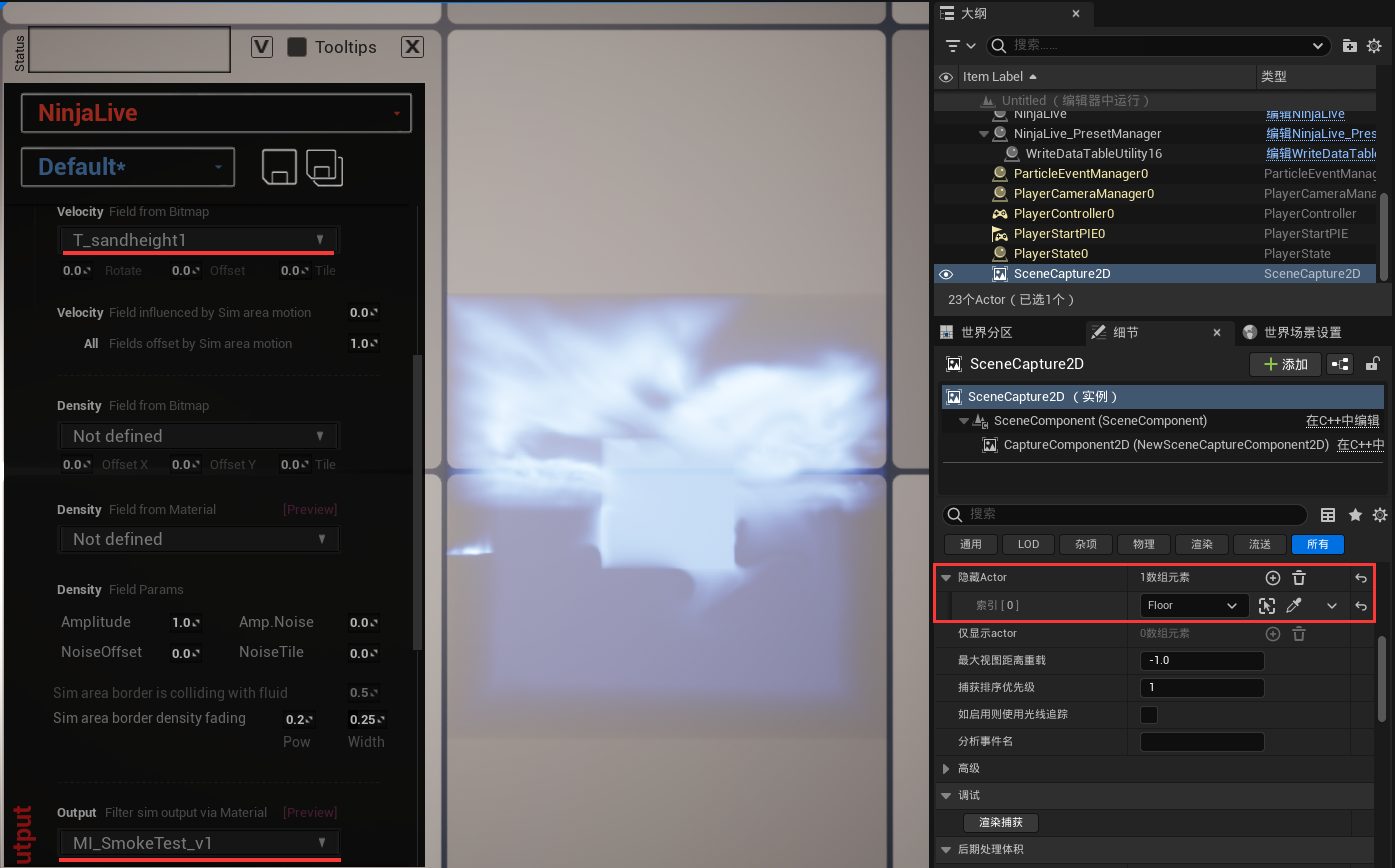 Status
V
Tooltips
X
NinjaLive
Default*
Velocity Field from Bitmap
T_sandheight1
0.0 Rotate 0.0 Offset 0.0 Tile
Velocity Field influenced by Sim area motion 0.0
All Fields offset by Sim area motion 1.0
Density Field from Bitmap
Not defined
0.0 Offset X 0.0 Offset Y 0.0 Tile
Density Field from Material [Preview]
Not defined
Density Field Params
Amplitude 1.0 Amp.Noise 0.0
NoiseOffset 0.0 NoiseTile 0.0
Sim area border is colliding with fluid 0.5
Sim area border density fading 0.2 0.25
Pow Width
utput
Output Filter sim output via Material [Preview]
MI_SmokeTest_v1
大纲
搜索......
Item Label 类型
Untitled（编辑器中运行）
NinjaLive 编辑NinjaLive
NinjaLive_PresetManager 编辑NinjaLive_Pres
WriteDataTableUtility16 编辑WriteDataTabl
ParticleEventManager0 ParticleEventManag
PlayerCameraManager0 PlayerCameraMana
PlayerController0 PlayerController
PlayerStartPIE0 PlayerStartPIE
PlayerState0 PlayerState
SceneCapture2D SceneCapture2D
23个Actor（已选1个）
世界分区 细节 世界场景设置
SceneCapture2D 添加
SceneCapture2D （实例）
SceneComponent (SceneComponent) 在C++中编辑
CaptureComponent2D (NewSceneCaptureComponent2D) 在C++中
搜索
通用 LOD 杂项 物理 渲染 流送 所有
隐藏Actor 1数组元素
索引 [ 0 ] Floor
仅显示actor 0数组元素
最大视图距离重载 -1.0
捕获排序优先级 1
如启用则使用光线追踪
分析事件名
高级
调试
渲染捕获
后期处理体积